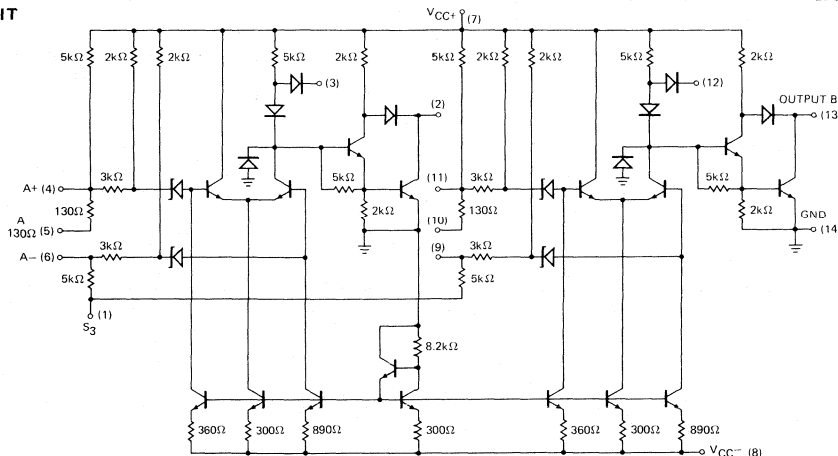 IT
VCC+ (7)
5kΩ
2kΩ
2kΩ
5kΩ
2kΩ
5kΩ
2kΩ
2kΩ
5kΩ
2kΩ
(3)
(12)
(2)
OUTPUT B
(13)
A+ (4)
3kΩ
5kΩ
(11)
3kΩ
5kΩ
130Ω
130Ω
A
130Ω (5)
2kΩ
(10)
2kΩ
GND
(14)
A− (6)
3kΩ
(9)
3kΩ
5kΩ
5kΩ
(1)
S3
8.2kΩ
360Ω
300Ω
890Ω
300Ω
360Ω
300Ω
890Ω
VCC− (8)